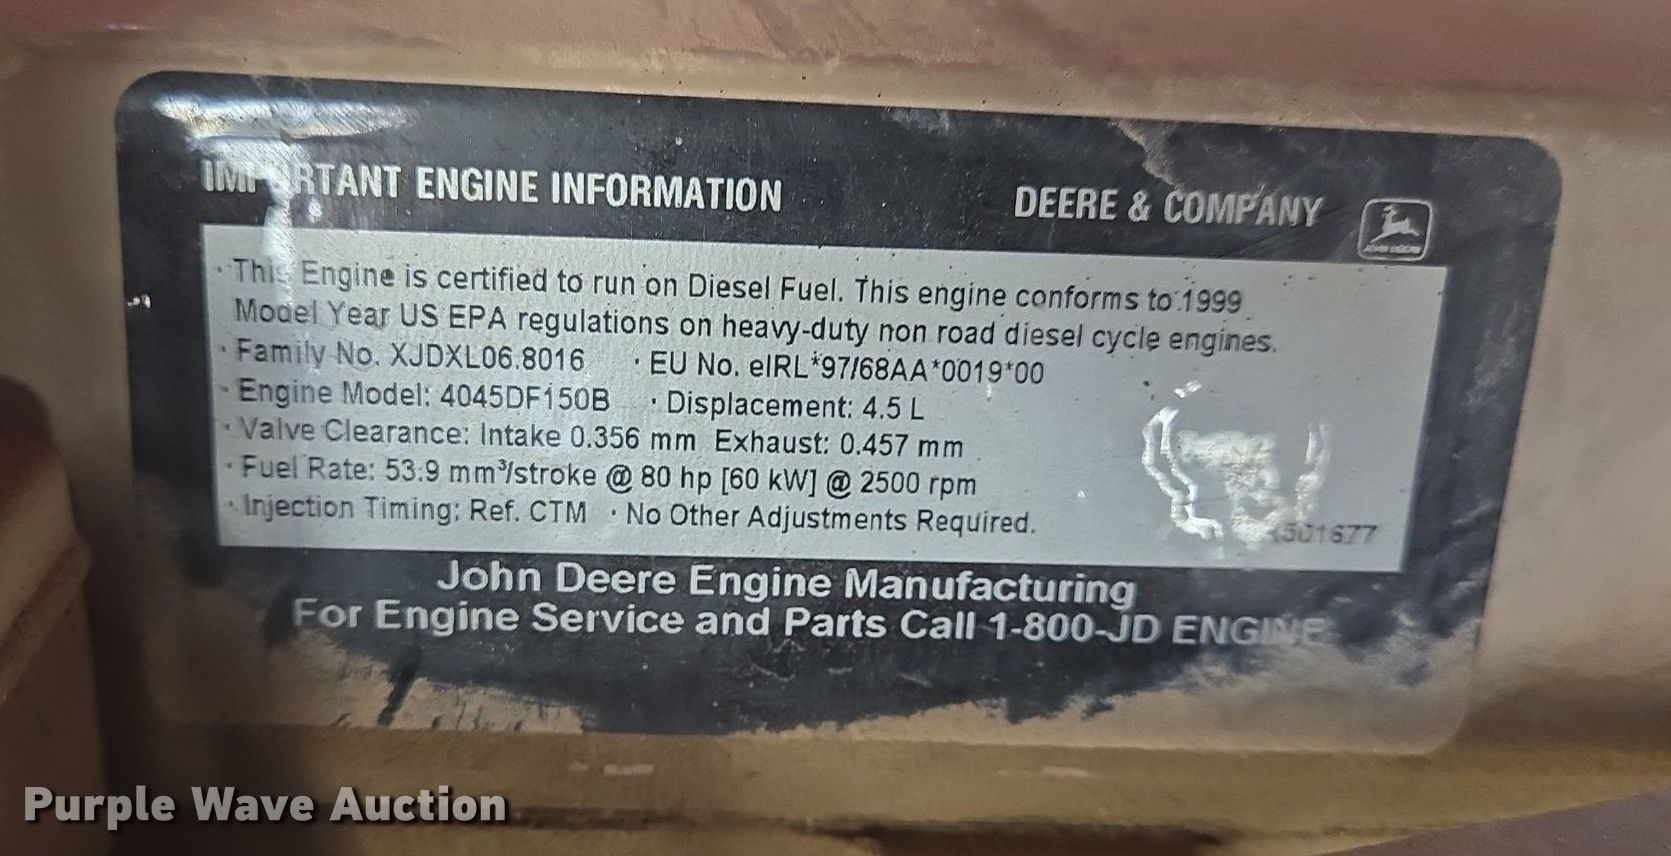 IMPORTANT ENGINE INFORMATION
DEERE & COMPANY
JOHN DEERE
· This Engine is certified to run on Diesel Fuel. This engine conforms to 1999
Model Year US EPA regulations on heavy-duty non road diesel cycle engines.
· Family No. XJDXL06.8016 · EU No. eIRL*97/68AA*0019*00
· Engine Model: 4045DF150B · Displacement: 4.5 L
· Valve Clearance: Intake 0.356 mm Exhaust: 0.457 mm
· Fuel Rate: 53.9 mm³/stroke @ 80 hp [60 kW] @ 2500 rpm
· Injection Timing: Ref. CTM · No Other Adjustments Required.
501677
John Deere Engine Manufacturing
For Engine Service and Parts Call 1-800-JD ENGINE
Purple Wave Auction